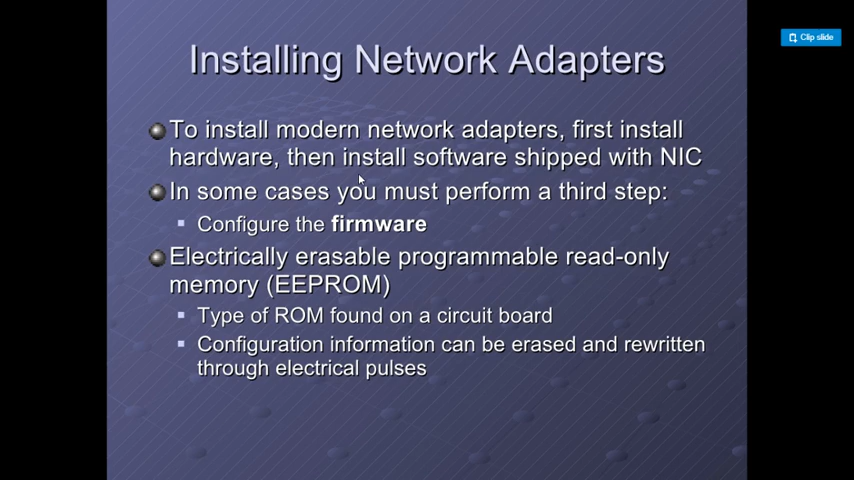 Clip slide
Installing Network Adapters
To install modern network adapters, first install
hardware, then install software shipped with NIC
In some cases you must perform a third step:
Configure the firmware
Electrically erasable programmable read-only
memory (EEPROM)
Type of ROM found on a circuit board
Configuration information can be erased and rewritten
through electrical pulses